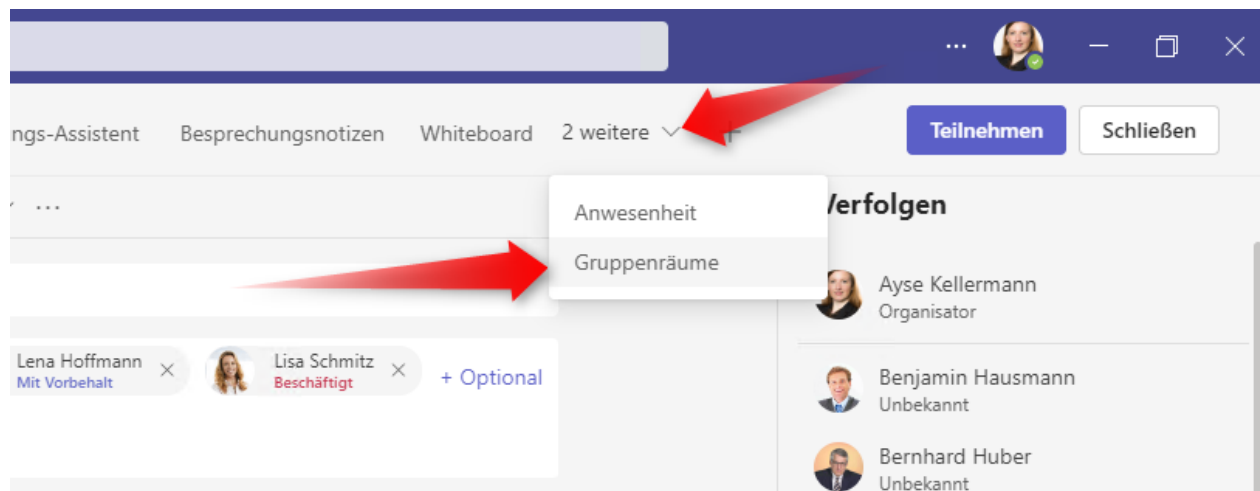 ngs-Assistent Besprechungsnotizen Whiteboard 2 weitere Teilnehmen Schließen
Anwesenheit
Gruppenräume
Verfolgen
Ayse Kellermann
Organisator
Lena Hoffmann
Mit Vorbehalt
Lisa Schmitz
Beschäftigt
+ Optional
Benjamin Hausmann
Unbekannt
Bernhard Huber
Unbekannt